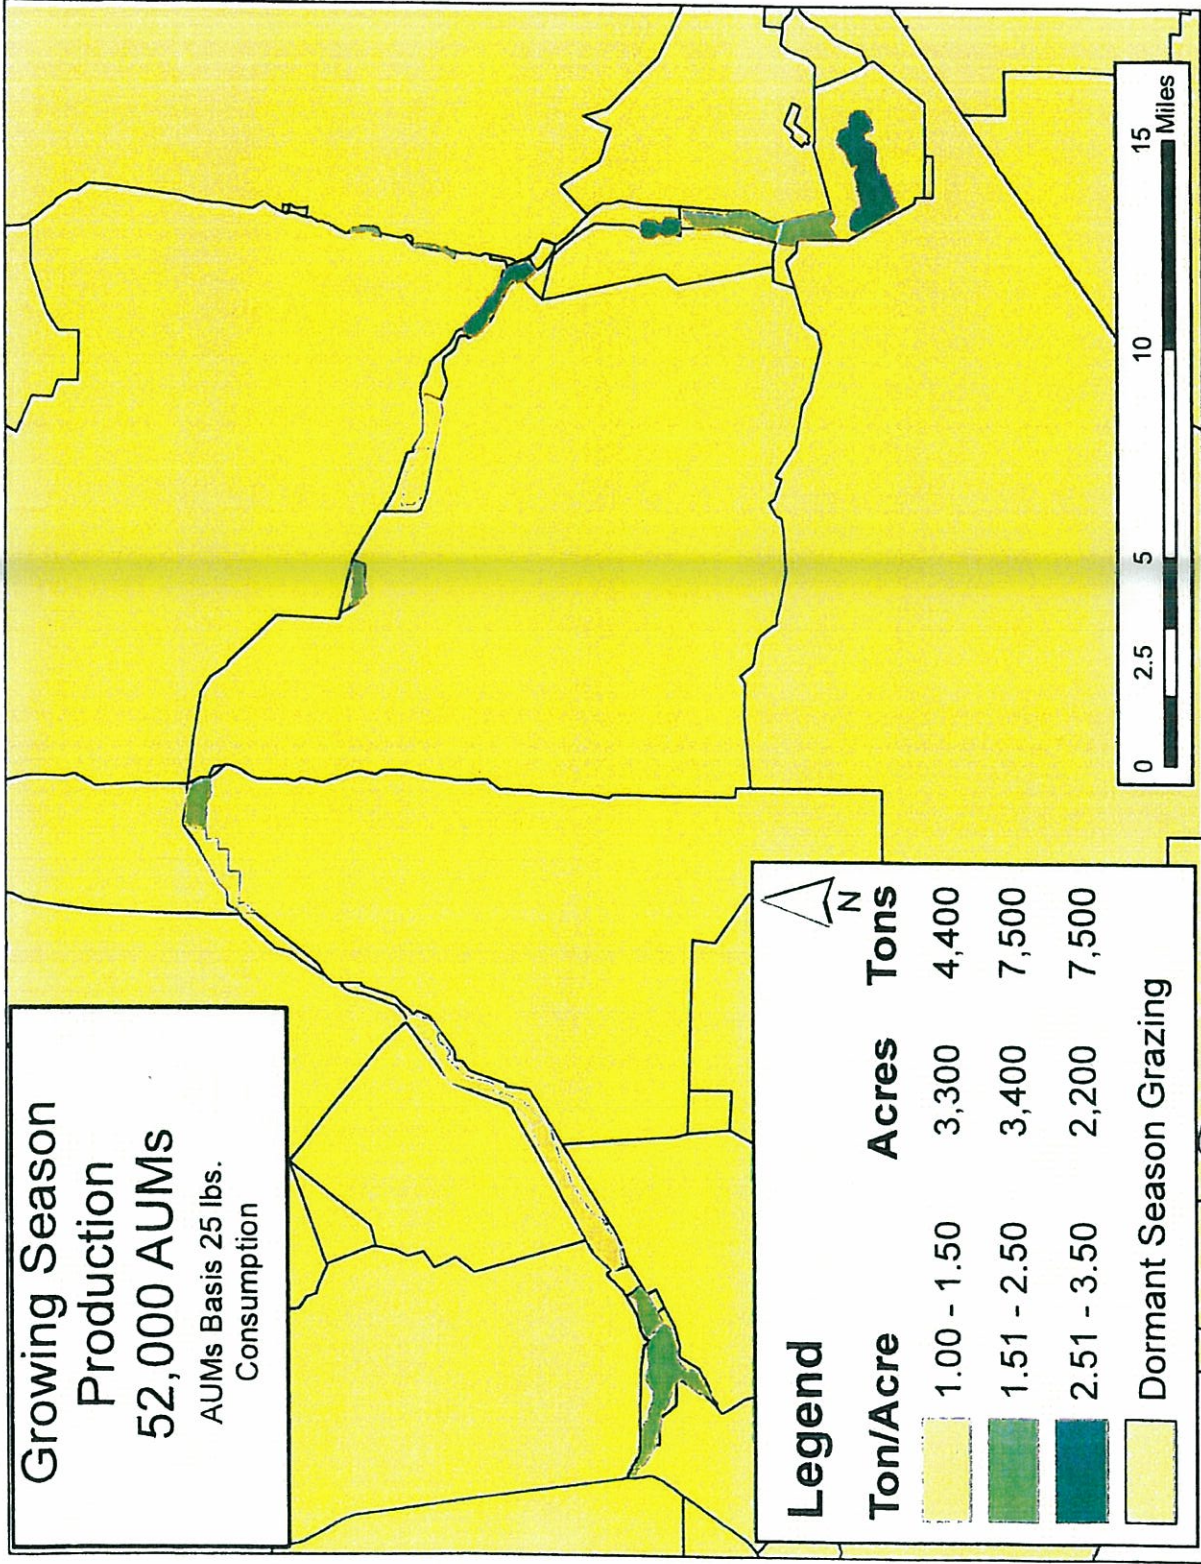 Growing Season
Production
52,000 AUMs
AUMs Basis 25 lbs.
Consumption
Legend
Ton/Acre Acres Tons
1.00 - 1.50 3,300 4,400
1.51 - 2.50 3,400 7,500
2.51 - 3.50 2,200 7,500
Dormant Season Grazing
N
0 2.5 5 10 15
Miles